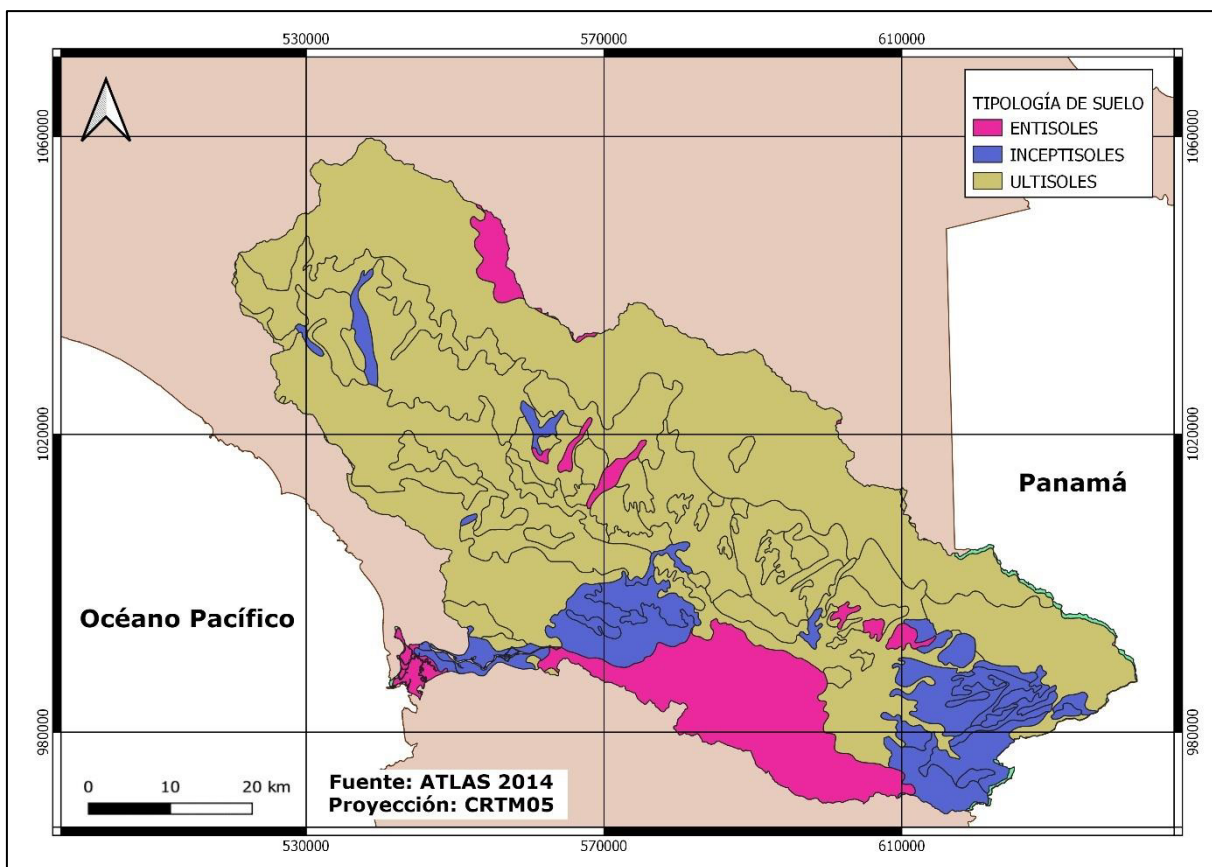 530000 570000 610000
TIPOLOGÍA DE SUELO
ENTISOLES
INCEPTISOLES
ULTISOLES
1060000 1060000
1020000 1020000
Panamá
Océano Pacífico
980000 980000
0 10 20 km
Fuente: ATLAS 2014
Proyección: CRTM05
530000 570000 610000